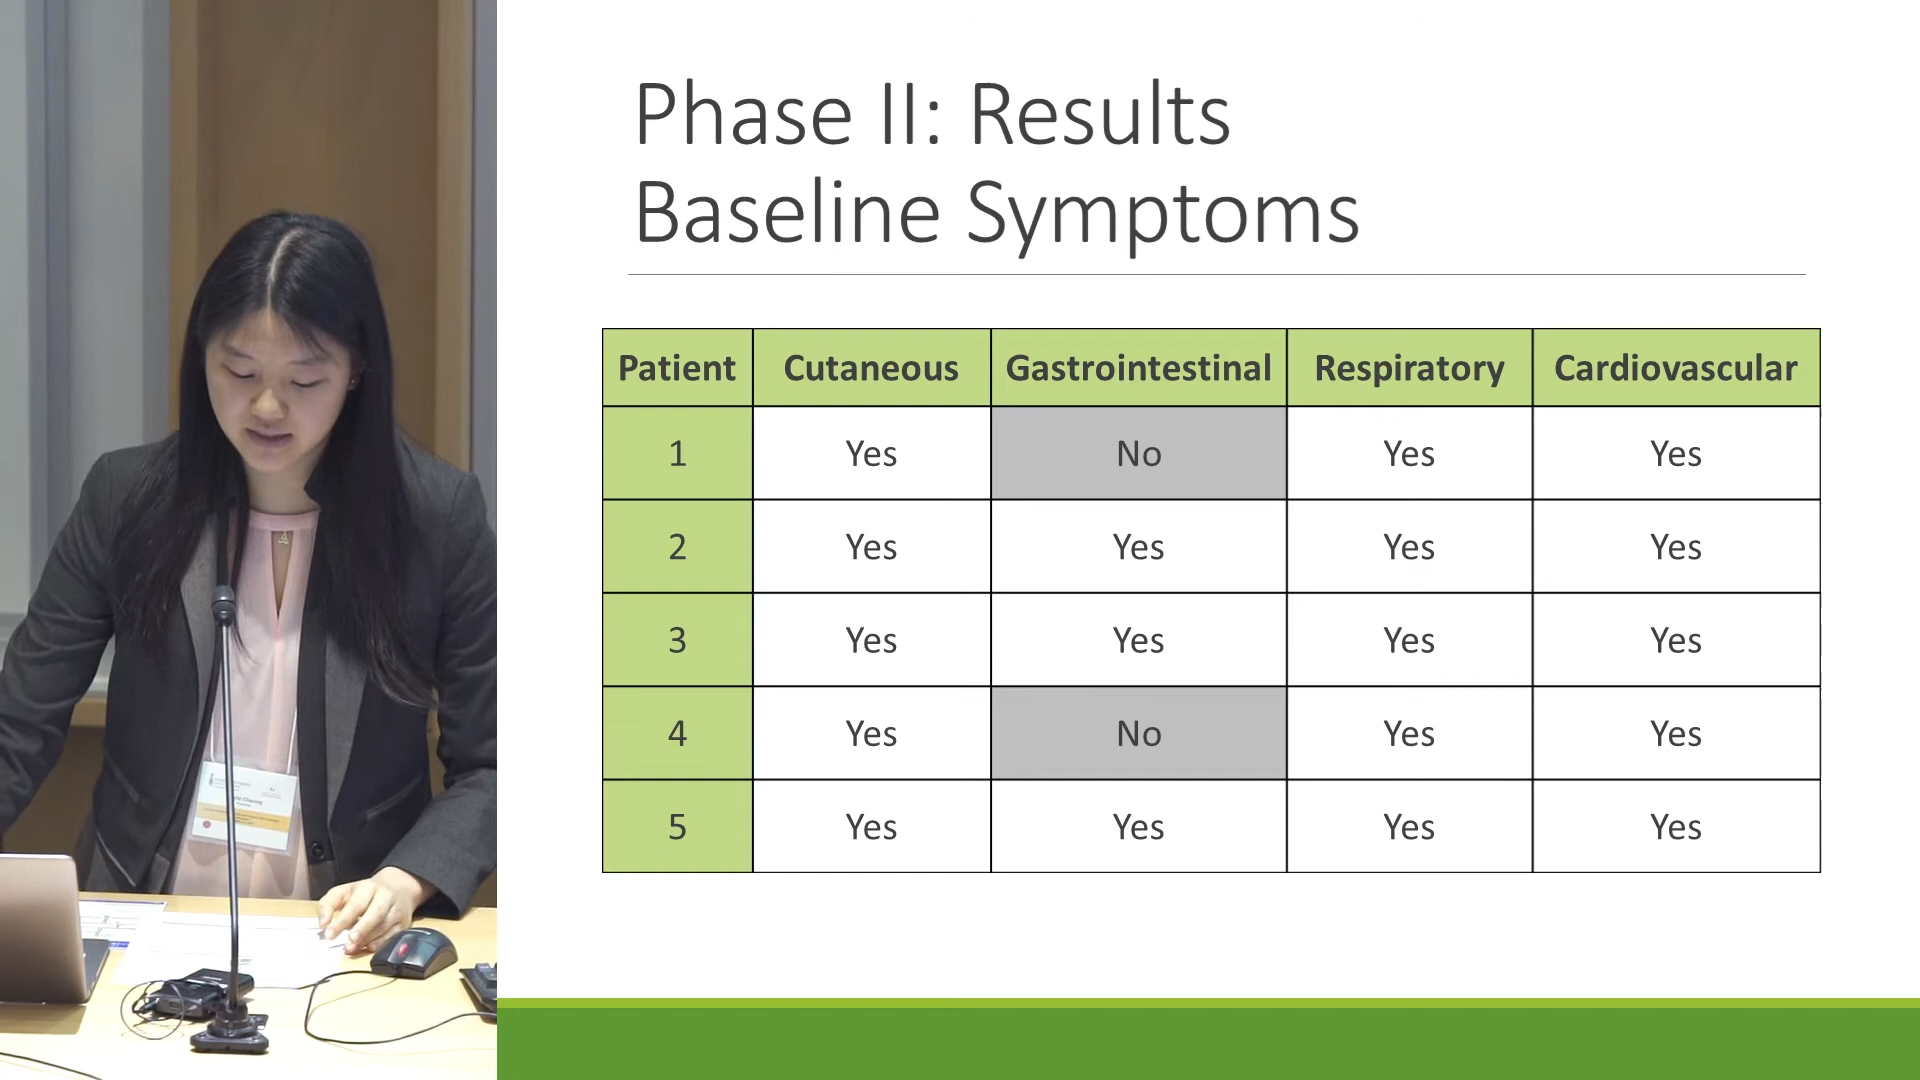 Phase II: Results
Baseline Symptoms
Patient Cutaneous Gastrointestinal Respiratory Cardiovascular
1 Yes No Yes Yes
2 Yes Yes Yes Yes
3 Yes Yes Yes Yes
4 Yes No Yes Yes
5 Yes Yes Yes Yes